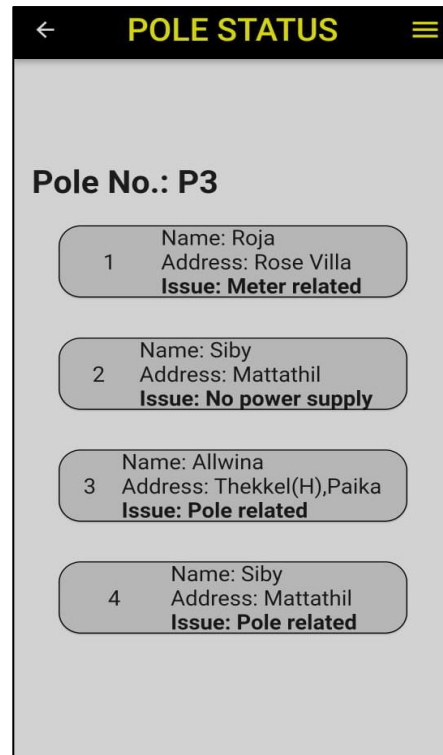 POLE STATUS
Pole No.: P3
1
Name: Roja
Address: Rose Villa
Issue: Meter related
2
Name: Siby
Address: Mattathil
Issue: No power supply
3
Name: Allwina
Address: Thekkel(H),Paika
Issue: Pole related
4
Name: Siby
Address: Mattathil
Issue: Pole related